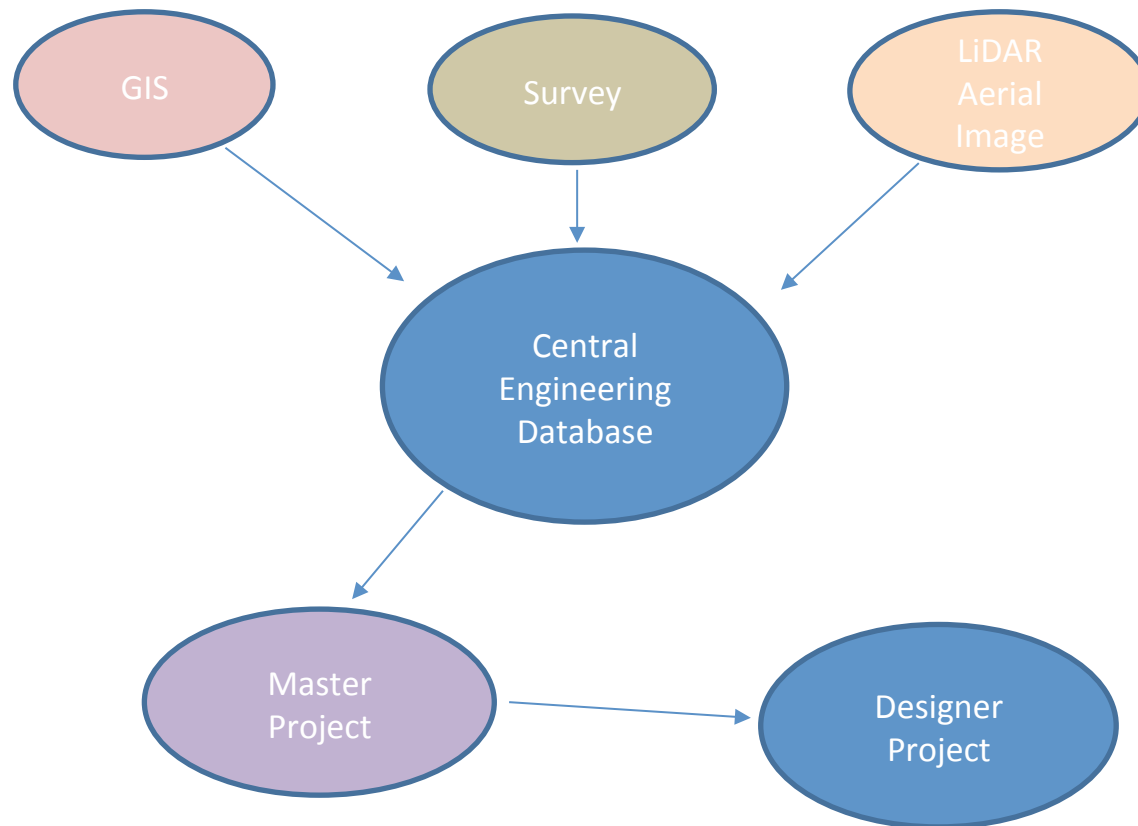 GIS
Survey
LiDAR
Aerial
Image
Central
Engineering
Database
Master
Project
Designer
Project